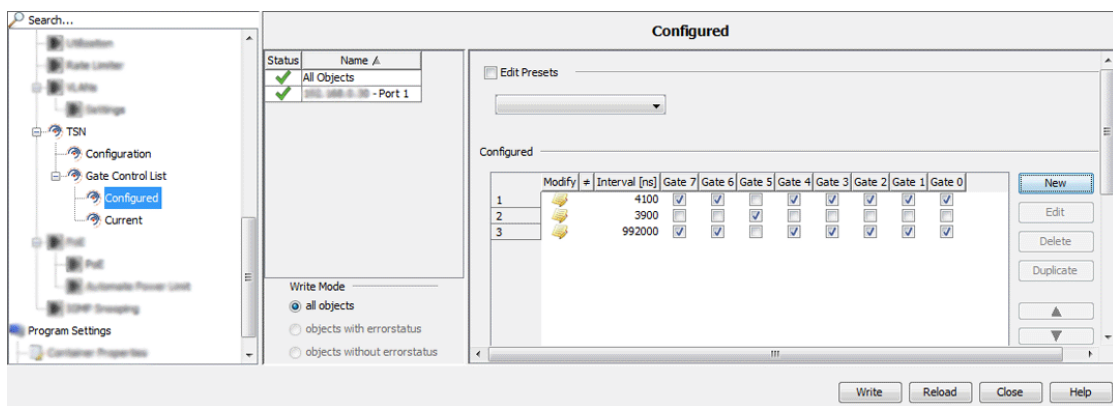 Search...
TSN
Configuration
Gate Control List
Configured
Current
Program Settings
Configured
Status Name
All Objects
- Port 1
Write Mode
all objects
objects with errorstatus
objects without errorstatus
Edit Presets
Configured
Modify ≠ Interval [ns] Gate 7 Gate 6 Gate 5 Gate 4 Gate 3 Gate 2 Gate 1 Gate 0
1 4100
2 3900
3 992000
New
Edit
Delete
Duplicate
Write Reload Close Help